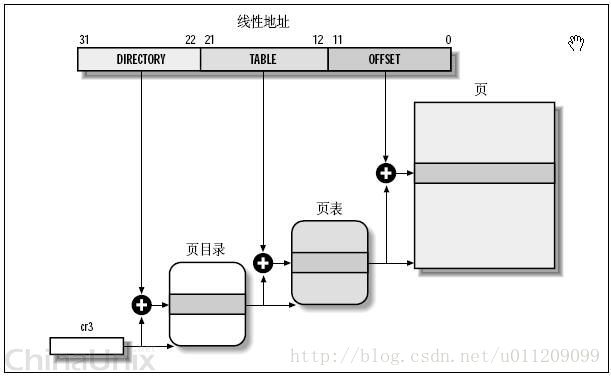 线性地址
31 22 21 12 11 0
DIRECTORY TABLE OFFSET
页
页表
页目录
cr3
ChinaUnix
http://blog.csdn.net/u011209099